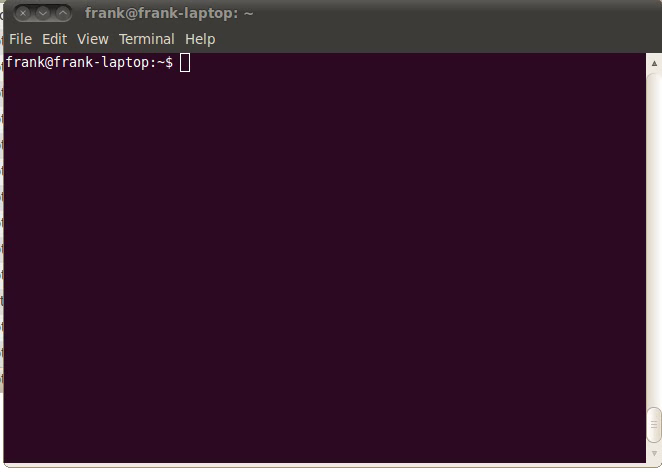 frank@frank-laptop: ~
File Edit View Terminal Help
frank@frank-laptop:~$